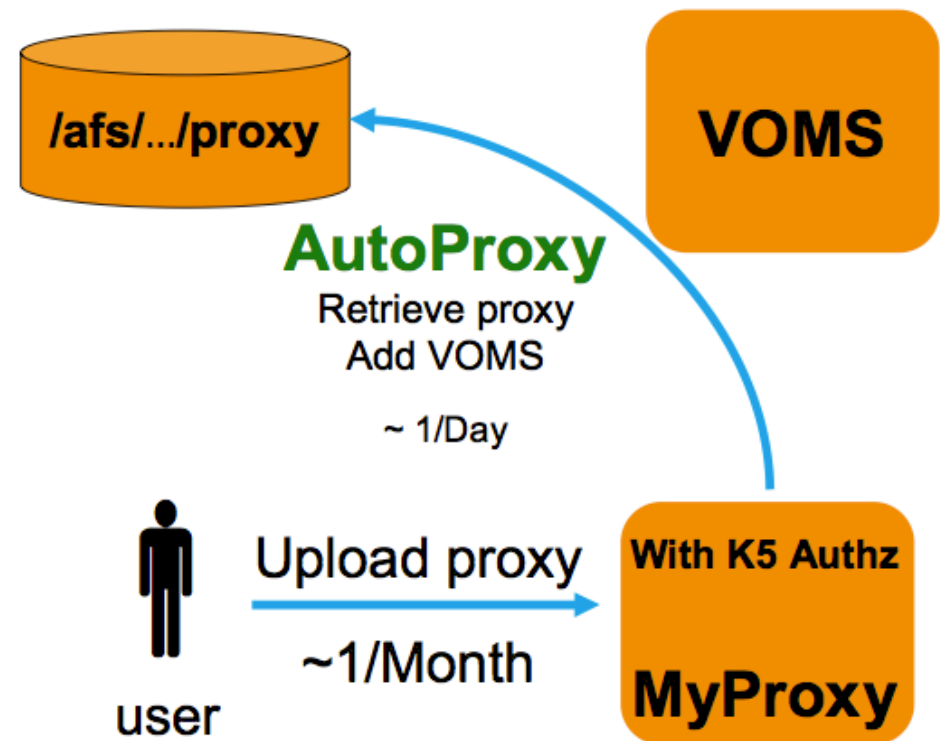 /afs/.../proxy
VOMS
AutoProxy
Retrieve proxy
Add VOMS
~ 1/Day
Upload proxy
~1/Month
user
With K5 Authz
MyProxy